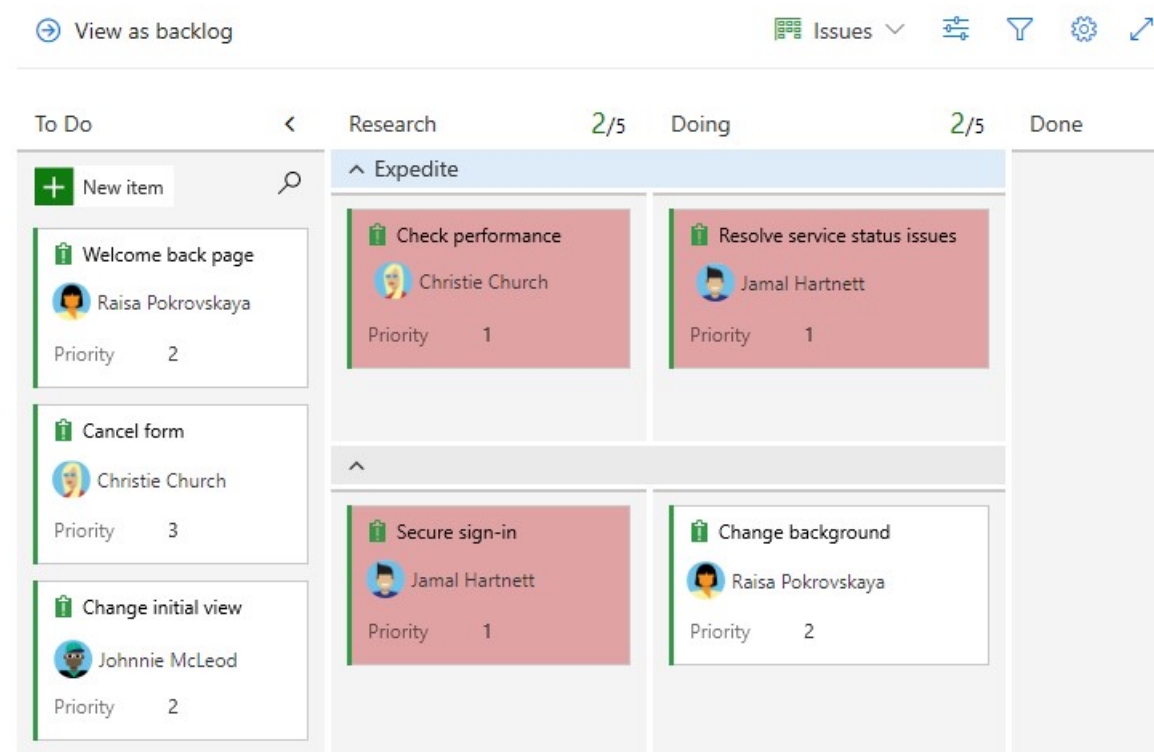 View as backlog
Issues
To Do
Research 2/5
Doing 2/5
Done
New item
Expedite
Welcome back page
Raisa Pokrovskaya
Priority 2
Cancel form
Christie Church
Priority 3
Change initial view
Johnnie McLeod
Priority 2
Check performance
Christie Church
Priority 1
Resolve service status issues
Jamal Hartnett
Priority 1
Secure sign-in
Jamal Hartnett
Priority 1
Change background
Raisa Pokrovskaya
Priority 2